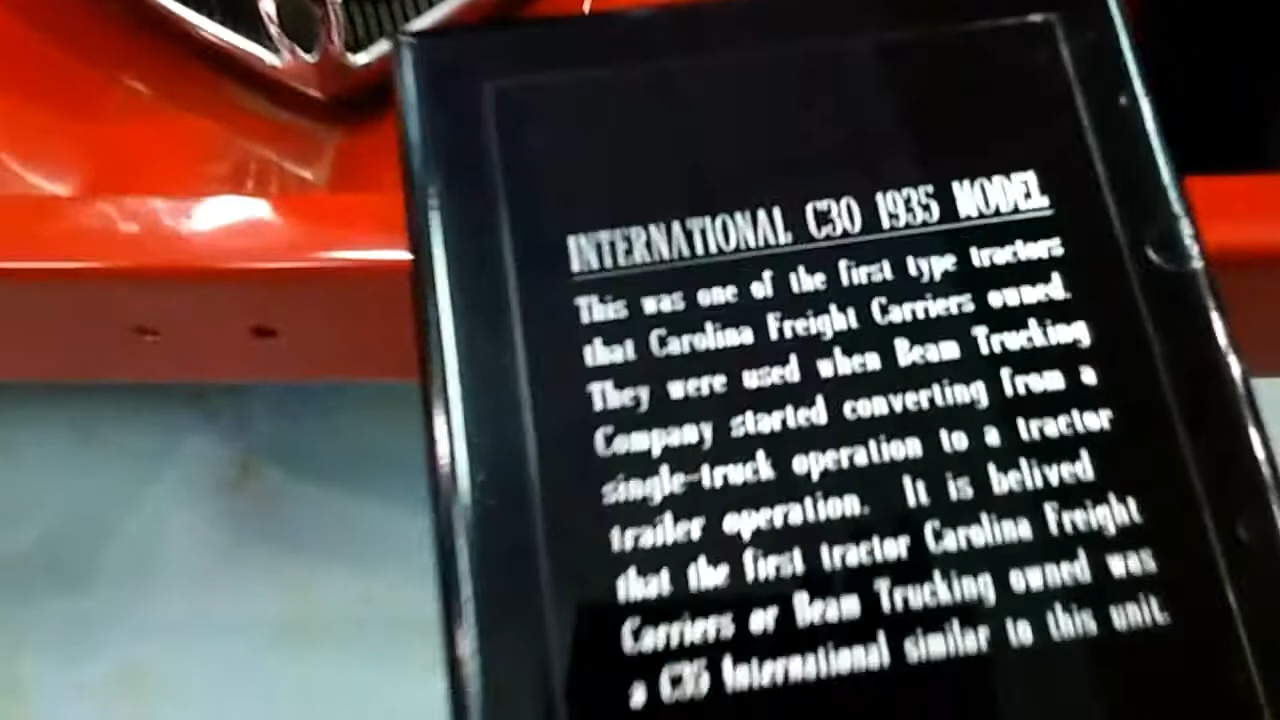 INTERNATIONAL C30 1935 MODEL
This was one of the first type tractors
that Carolina Freight Carriers owned.
They were used when Beam Trucking
Company started converting from a
single-truck operation to a tractor
trailer operation. It is belived
that the first tractor Carolina Freight
Carriers or Beam Trucking owned was
a C35 International similar to this unit.